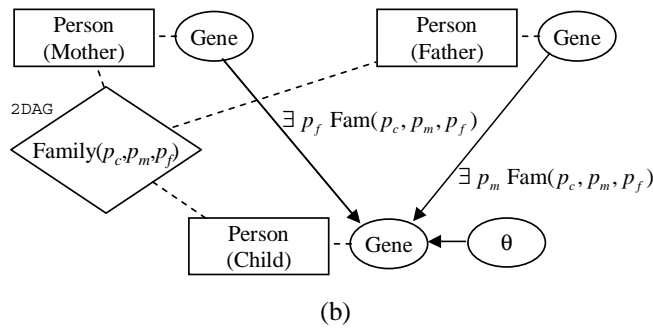 Person
(Mother)
Gene
Person
(Father)
Gene
2DAG
Family(p_c,p_m,p_f)
∃ p_f Fam(p_c, p_m, p_f)
∃ p_m Fam(p_c, p_m, p_f)
Person
(Child)
Gene
θ
(b)